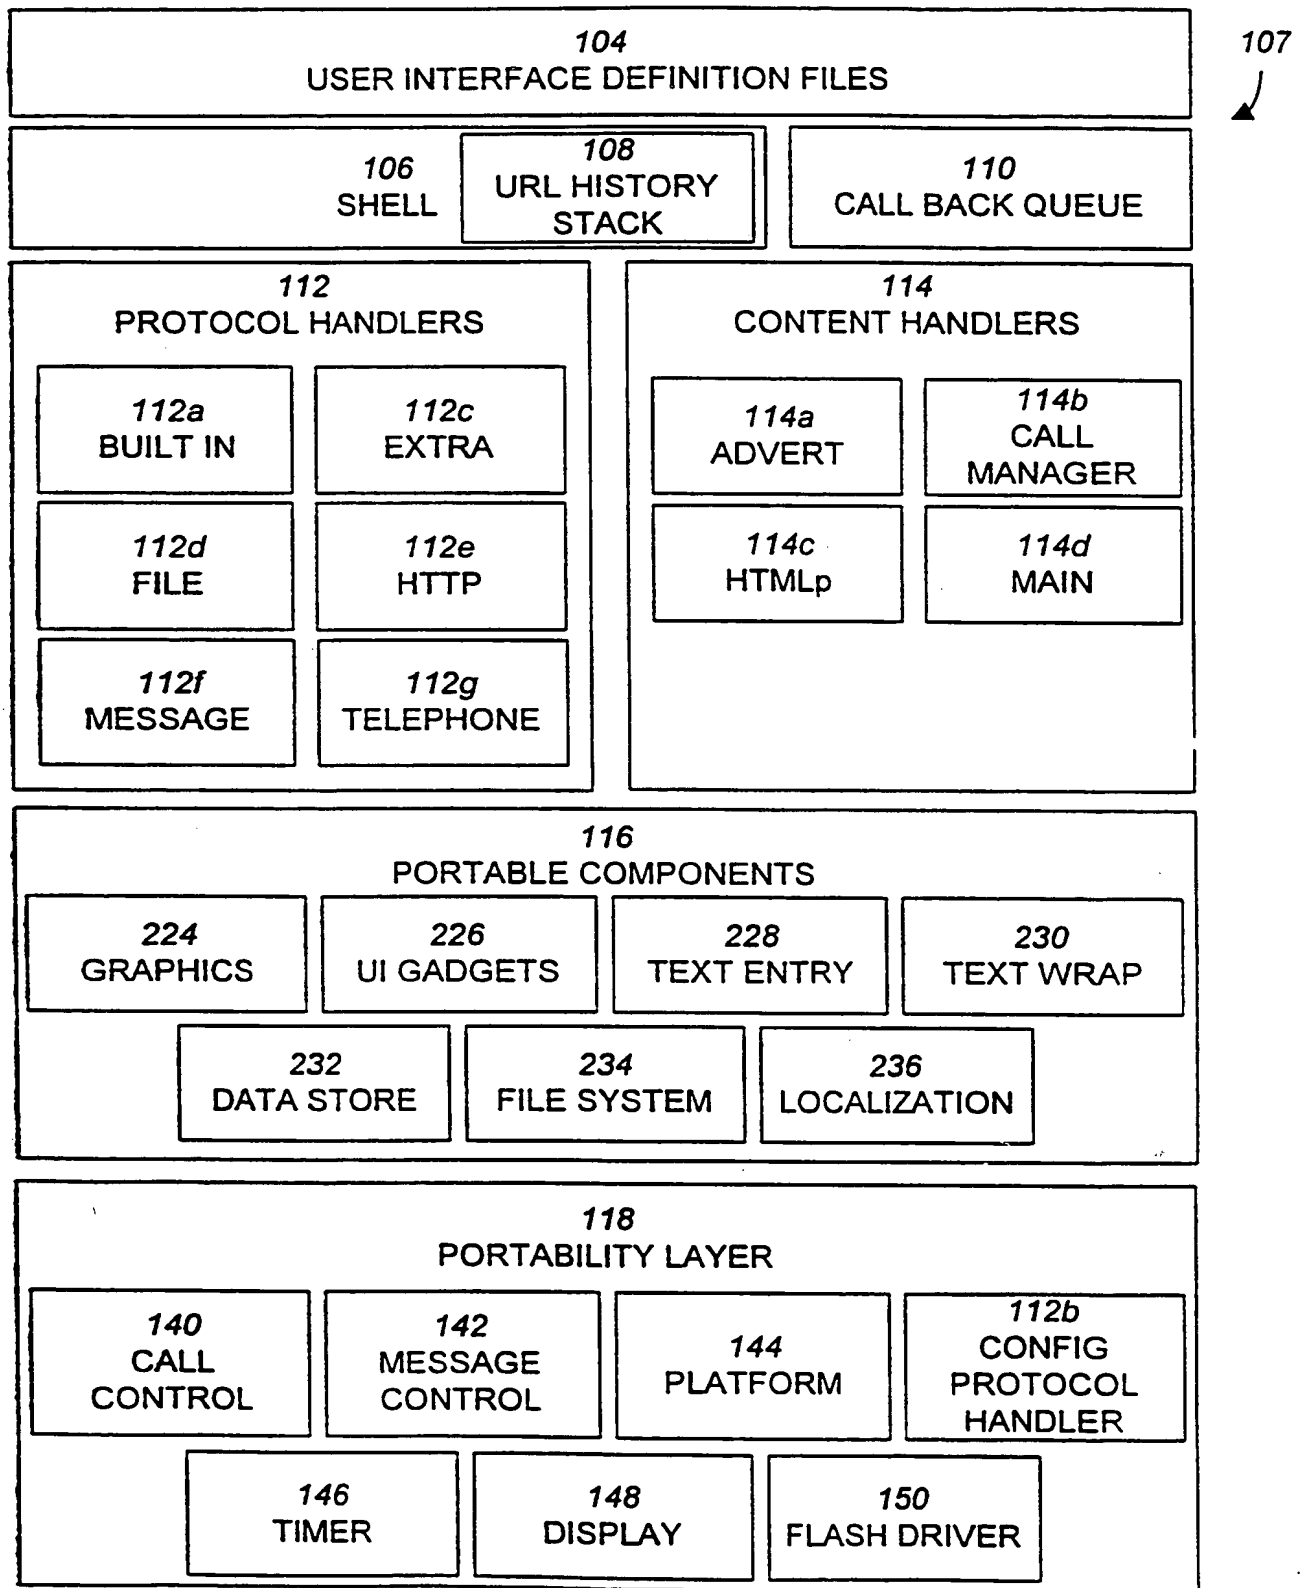 104
USER INTERFACE DEFINITION FILES
107
106
SHELL
108
URL HISTORY
STACK
110
CALL BACK QUEUE
112
PROTOCOL HANDLERS
112a
BUILT IN
112c
EXTRA
112d
FILE
112e
HTTP
112f
MESSAGE
112g
TELEPHONE
114
CONTENT HANDLERS
114a
ADVERT
114b
CALL
MANAGER
114c
HTMLp
114d
MAIN
116
PORTABLE COMPONENTS
224
GRAPHICS
226
UI GADGETS
228
TEXT ENTRY
230
TEXT WRAP
232
DATA STORE
234
FILE SYSTEM
236
LOCALIZATION
118
PORTABILITY LAYER
140
CALL
CONTROL
142
MESSAGE
CONTROL
144
PLATFORM
112b
CONFIG
PROTOCOL
HANDLER
146
TIMER
148
DISPLAY
150
FLASH DRIVER